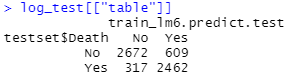 > log_test[["table"]]
train_lm6.predict.test
testset$Death No Yes
No 2672 609
Yes 317 2462